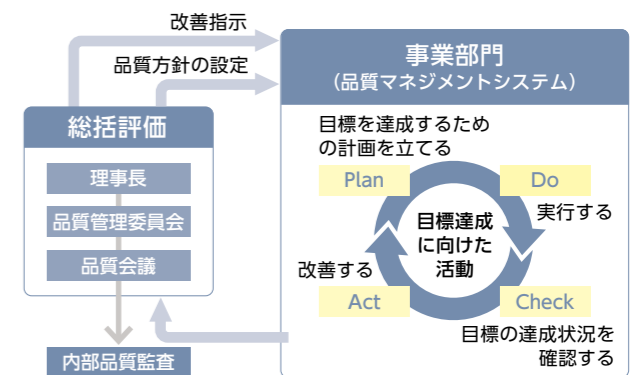 改善指示
品質方針の設定
総括評価
理事長
品質管理委員会
品質会議
内部品質監査
事業部門
（品質マネジメントシステム）
目標を達成するため
の計画を立てる
Plan
Do
実行する
目標達成
に向けた
活動
改善する
Act
Check
目標の達成状況を
確認する